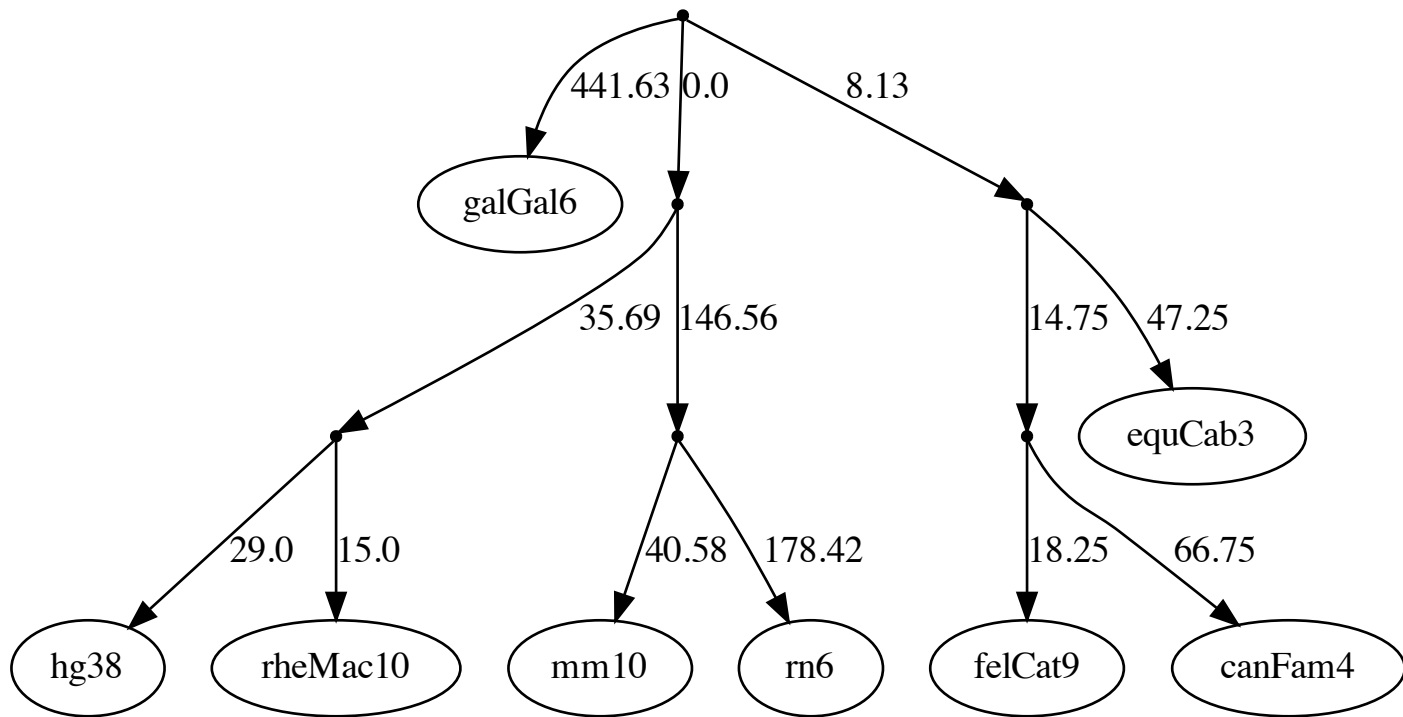 441.63 0.0 8.13
galGal6
35.69 146.56 14.75 47.25
equCab3
29.0 15.0 40.58 178.42 18.25 66.75
hg38 rheMac10 mm10 rn6 felCat9 canFam4